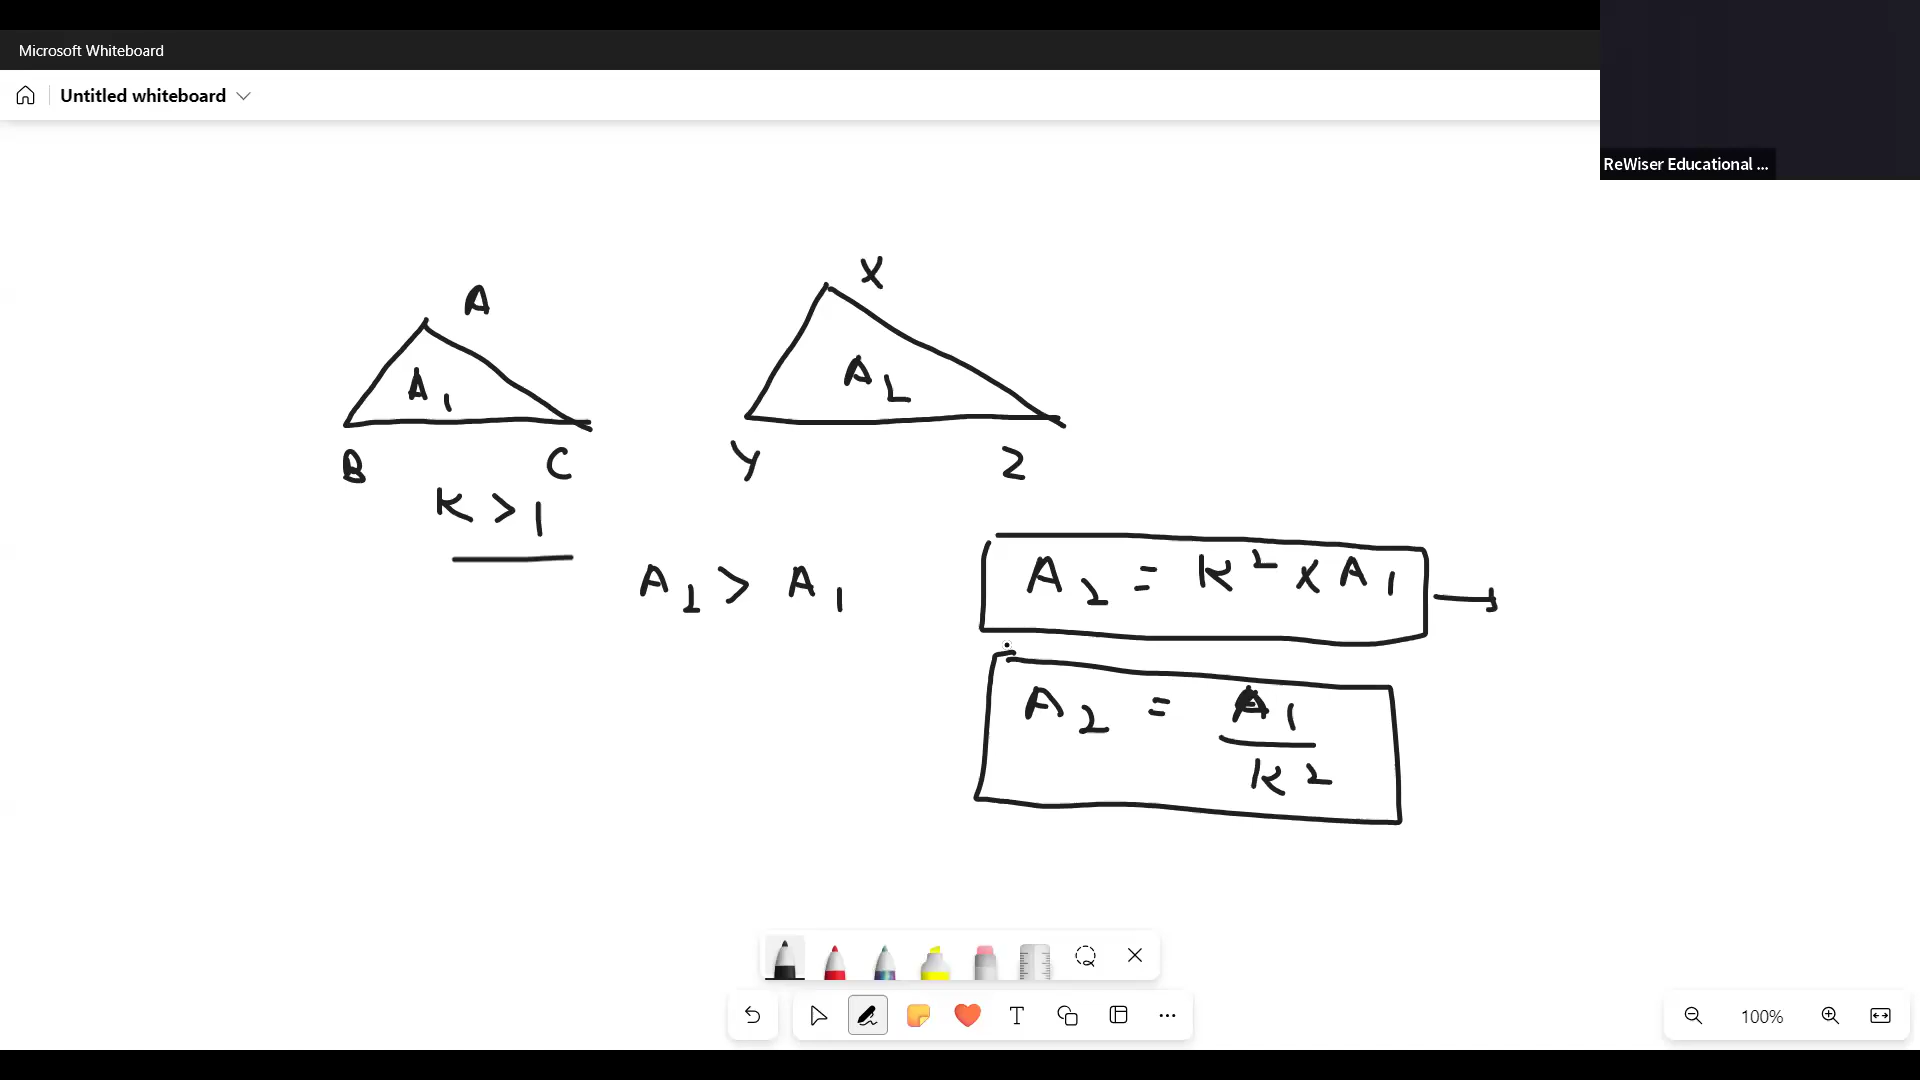 Microsoft Whiteboard
Untitled whiteboard
ReWiser Educational ...
A
X
A1
A2
B
C
Y
Z
K > 1
A2 > A1
A2 = K² × A1
A2 = A1
K²
100%